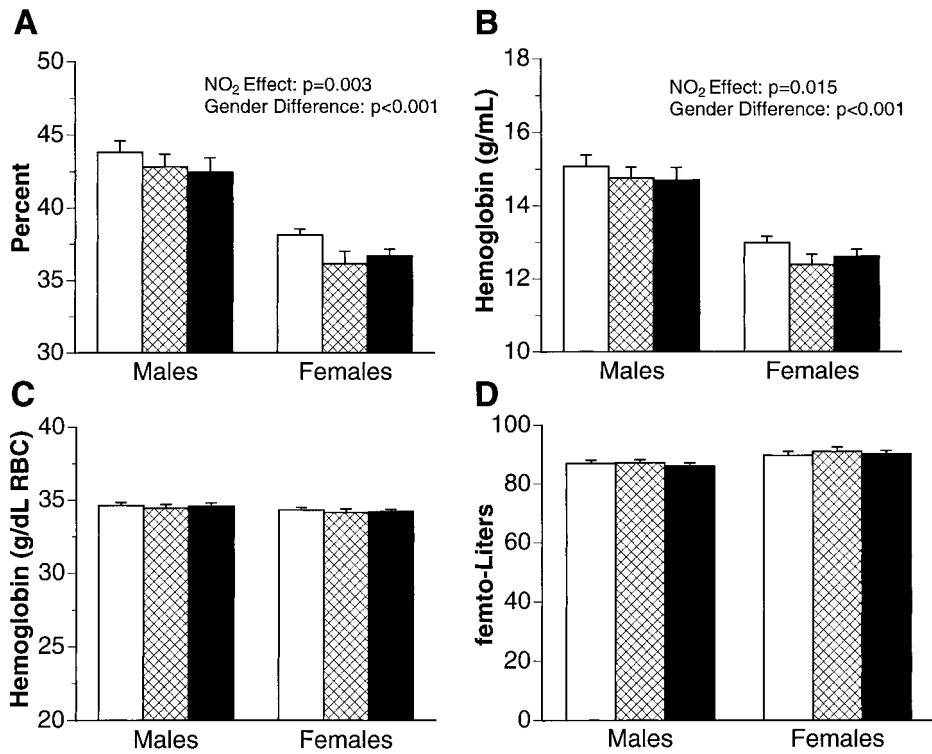 A
50
45
40
35
30
Percent
NO₂ Effect: p=0.003
Gender Difference: p<0.001
Males
Females
B
18
16
14
12
10
Hemoglobin (g/mL)
NO₂ Effect: p=0.015
Gender Difference: p<0.001
Males
Females
C
40
35
30
25
20
Hemoglobin (g/dL RBC)
Males
Females
D
100
80
60
40
20
0
femto-Liters
Males
Females